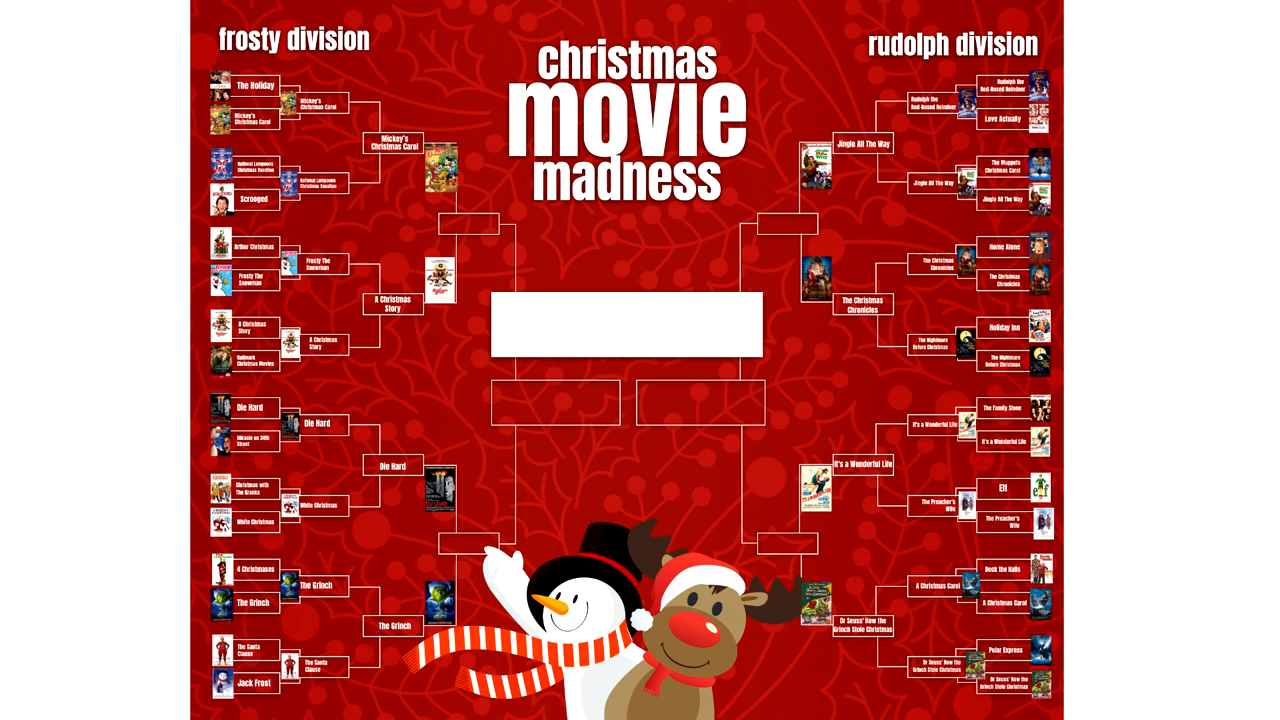 frosty division
rudolph division
christmas
movie
madness
The Holiday
Mickey's
Christmas Carol
National Lampoons
Christmas Vacation
Scrooged
Arthur Christmas
Frosty The
Snowman
A Christmas
Story
Hallmark
Christmas Movies
Die Hard
Miracle on 34th
Street
Christmas with
The Kranks
White Christmas
4 Christmases
The Grinch
The Santa
Clause
Jack Frost
Mickey's
Christmas Carol
National Lampoons
Christmas Vacation
Frosty The
Snowman
A Christmas
Story
Die Hard
White Christmas
The Grinch
The Santa
Clause
Mickey's
Christmas Carol
A Christmas
Story
Die Hard
The Grinch
Jingle All The Way
The Christmas
Chronicles
It's a Wonderful Life
Dr Seuss' How the
Grinch Stole Christmas
Rudolph the
Red-Nosed Reindeer
Jingle All The Way
The Christmas
Chronicles
The Nightmare
Before Christmas
It's a Wonderful Life
The Preacher's
Wife
A Christmas Carol
Dr Seuss' How the
Grinch Stole Christmas
Rudolph the
Red-Nosed Reindeer
Love Actually
The Muppets
Christmas Carol
Jingle All The Way
Home Alone
The Christmas
Chronicles
Holiday Inn
The Nightmare
Before Christmas
The Family Stone
It's a Wonderful Life
Elf
The Preacher's
Wife
Deck the Halls
A Christmas Carol
Polar Express
Dr Seuss' How the
Grinch Stole Christmas